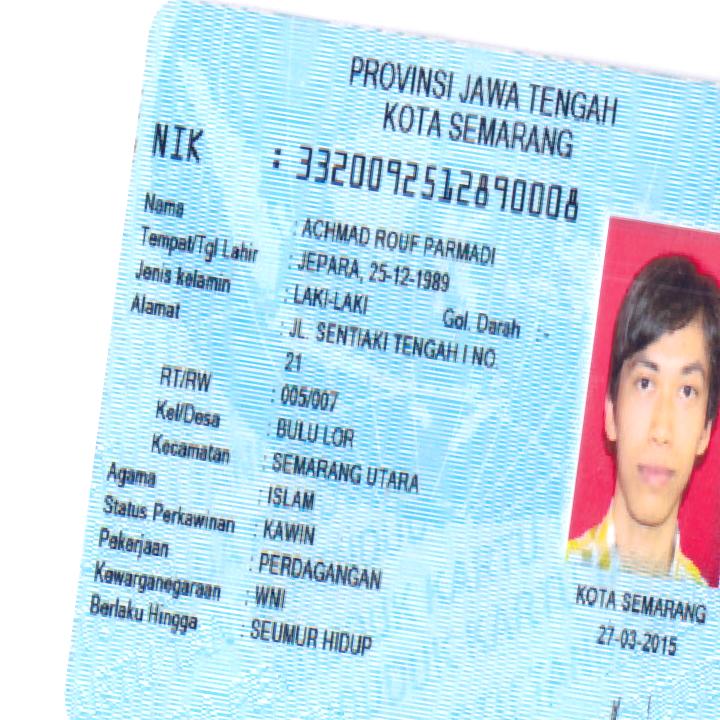 PROVINSI JAWA TENGAH
KOTA SEMARANG
NIK : 3320092512890008
Nama : ACHMAD ROUF PARMADI
Tempat/Tgl Lahir : JEPARA, 25-12-1989
Jenis kelamin : LAKI-LAKI Gol. Darah :-
Alamat : JL. SENTIAKI TENGAH I NO.
21
RT/RW : 005/007
Kel/Desa : BULU LOR
Kecamatan : SEMARANG UTARA
Agama : ISLAM
Status Perkawinan : KAWIN
Pekerjaan : PERDAGANGAN
Kewarganegaraan : WNI
Berlaku Hingga : SEUMUR HIDUP
KOTA SEMARANG
27-03-2015